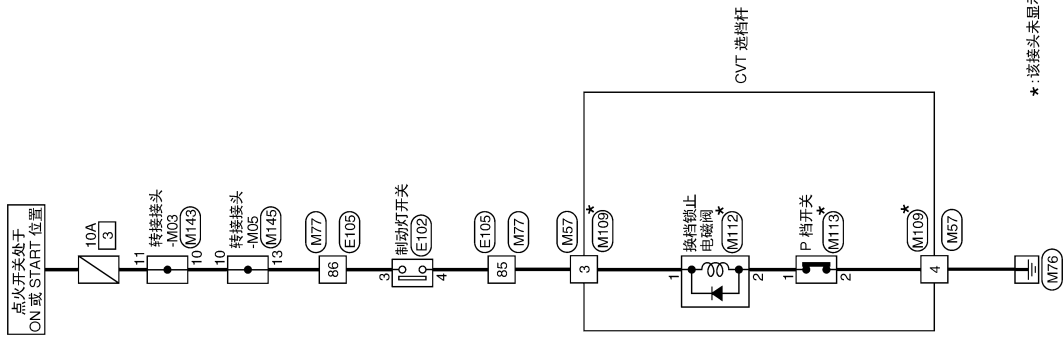 点火开关处于
ON 或 START 位置
10A
3
11
转接接头
-M03
M143
10
10
转接接头
-M05
M145
13
M77
86
E105
3
制动灯开关
E102
4
E105
85
M77
M57
3
M109
*
CVT 选档杆
1
换档锁止
电磁阀
M112
*
2
1
P 档开关
M113
*
2
M109
*
4
M57
M76
*:该接头未显